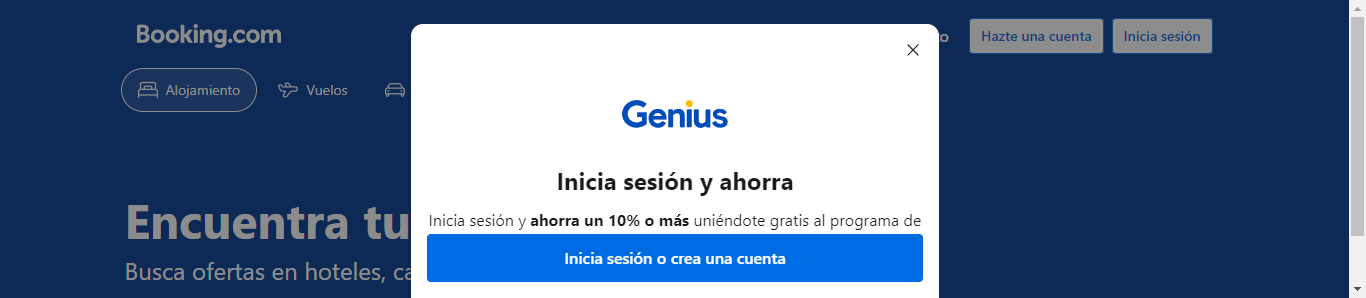 Booking.com
o
Hazte una cuenta
Inicia sesión
Alojamiento
Vuelos
Genius
Inicia sesión y ahorra
Inicia sesión y ahorra un 10% o más uniéndote gratis al programa de
Inicia sesión o crea una cuenta
Encuentra tu
Busca ofertas en hoteles, ca